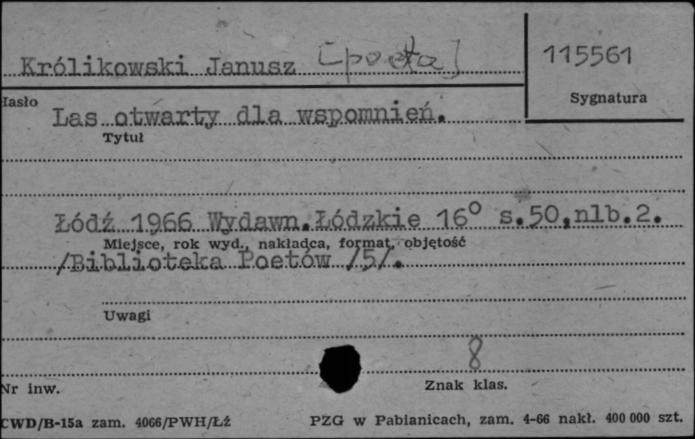 Królikowski Janusz [poeta]
115561
Hasło
Sygnatura
Las otwarty dla wspomnień.
Tytuł
Łódź 1966 Wydawn.Łódzkie 16° s.50,nlb.2.
Miejsce, rok wyd., nakładca, format, objętość
/Biblioteka Poetów /5/.
Uwagi
8
Nr inw.
Znak klas.
CWD/B-15a zam. 4066/PWH/Łź
PZG w Pabianicach, zam. 4-66 nakł. 400 000 szt.